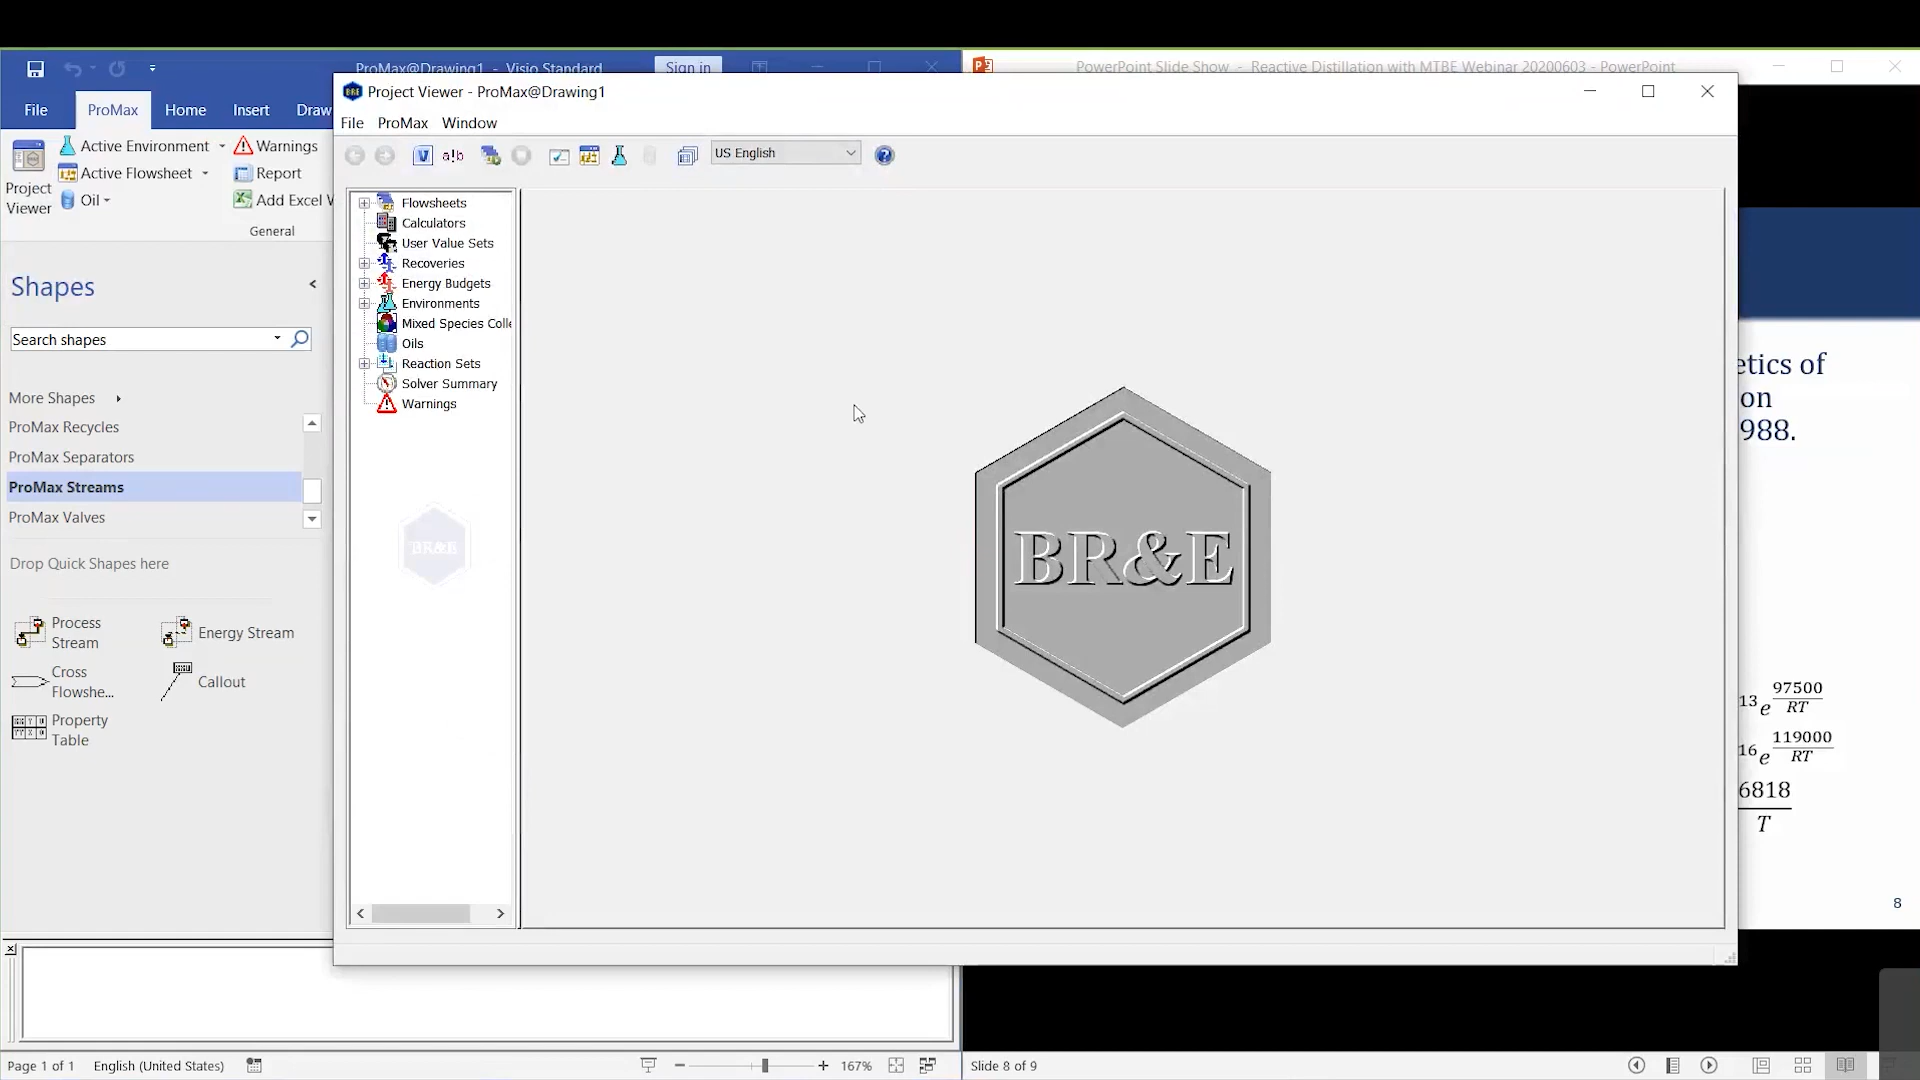 ProMax@Drawing1 - Visio Standard
Sign in
File
ProMax
Home
Insert
Draw
Project
Viewer
Active Environment
Active Flowsheet
Oil
Warnings
Report
Add Excel W
General
Shapes
Search shapes
More Shapes
ProMax Recycles
ProMax Separators
ProMax Streams
ProMax Valves
Drop Quick Shapes here
Process
Stream
Energy Stream
Cross
Flowshe...
Callout
Property
Table
Page 1 of 1
English (United States)
167%
Project Viewer - ProMax@Drawing1
File
ProMax
Window
a!b
US English
Flowsheets
Calculators
User Value Sets
Recoveries
Energy Budgets
Environments
Mixed Species Colle
Oils
Reaction Sets
Solver Summary
Warnings
BR&E
BR&E
PowerPoint Slide Show - Reactive Distillation with MTBE Webinar 20200603 - PowerPoint
etics of
on
988.
13 e 97500
RT
16 e 119000
RT
6818
T
8
Slide 8 of 9